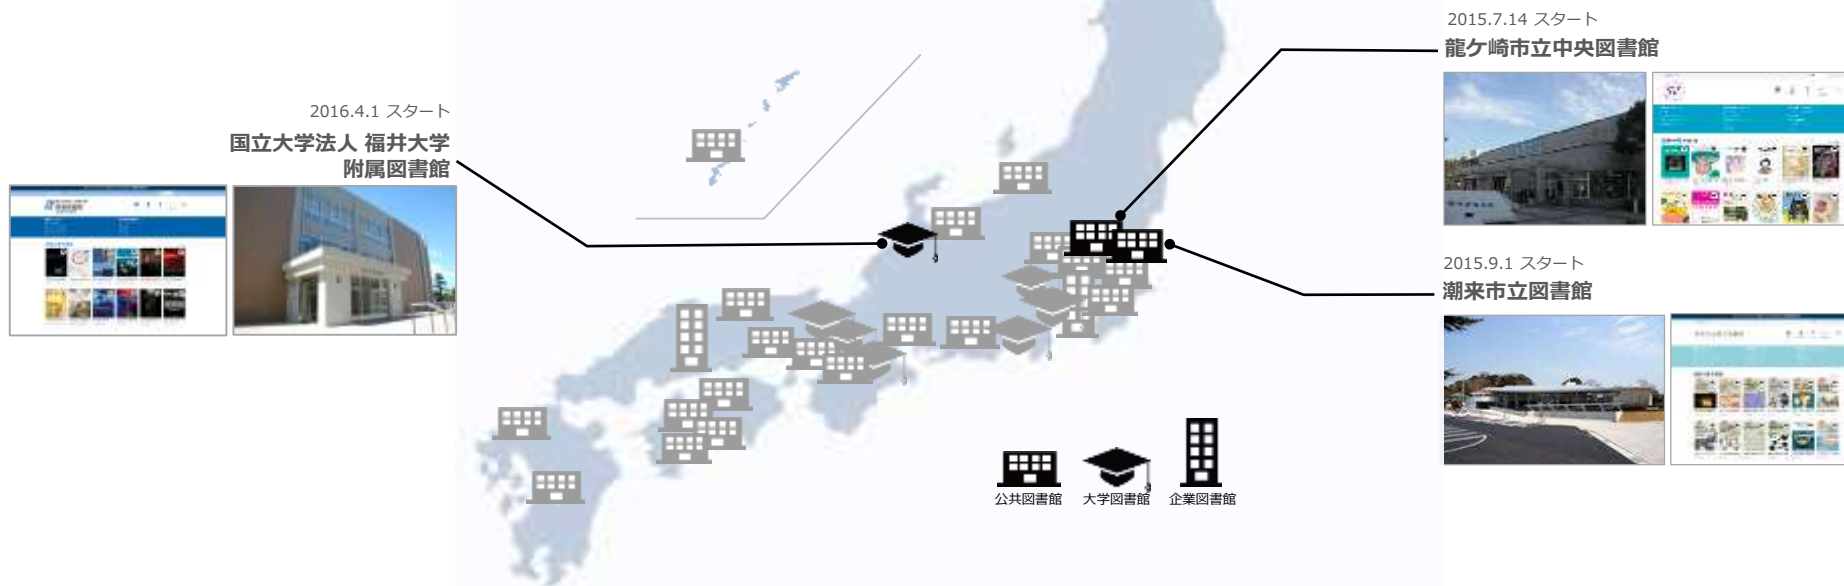 2016.4.1 スタート
国立大学法人 福井大学
附属図書館
2015.7.14 スタート
龍ケ崎市立中央図書館
2015.9.1 スタート
潮来市立図書館
公共図書館
大学図書館
企業図書館